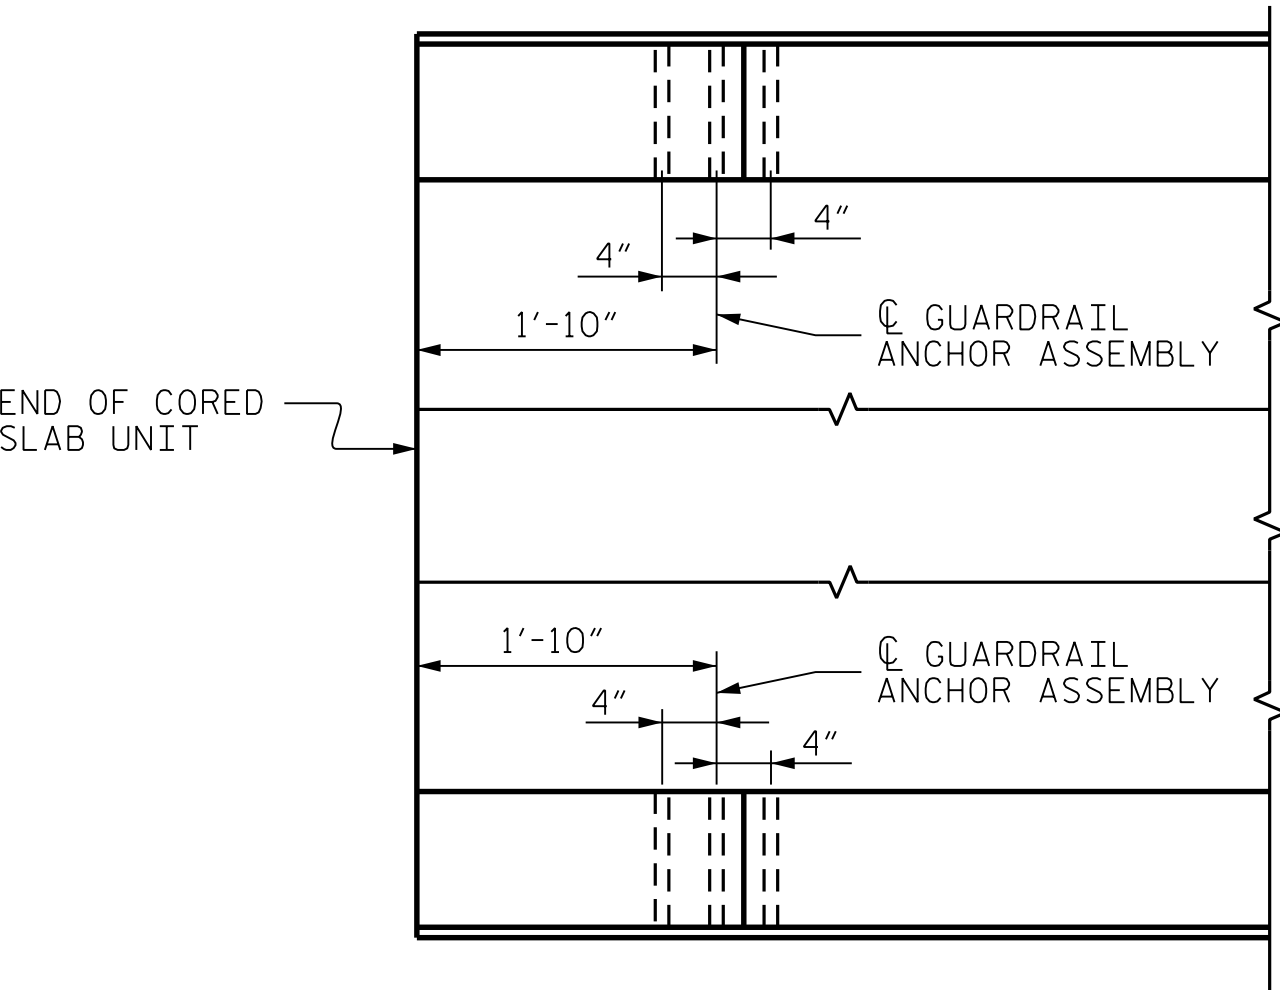 4"
4"
1'-10"
℄ GUARDRAIL
ANCHOR ASSEMBLY
END OF CORED
SLAB UNIT
1'-10"
℄ GUARDRAIL
ANCHOR ASSEMBLY
4"
4"